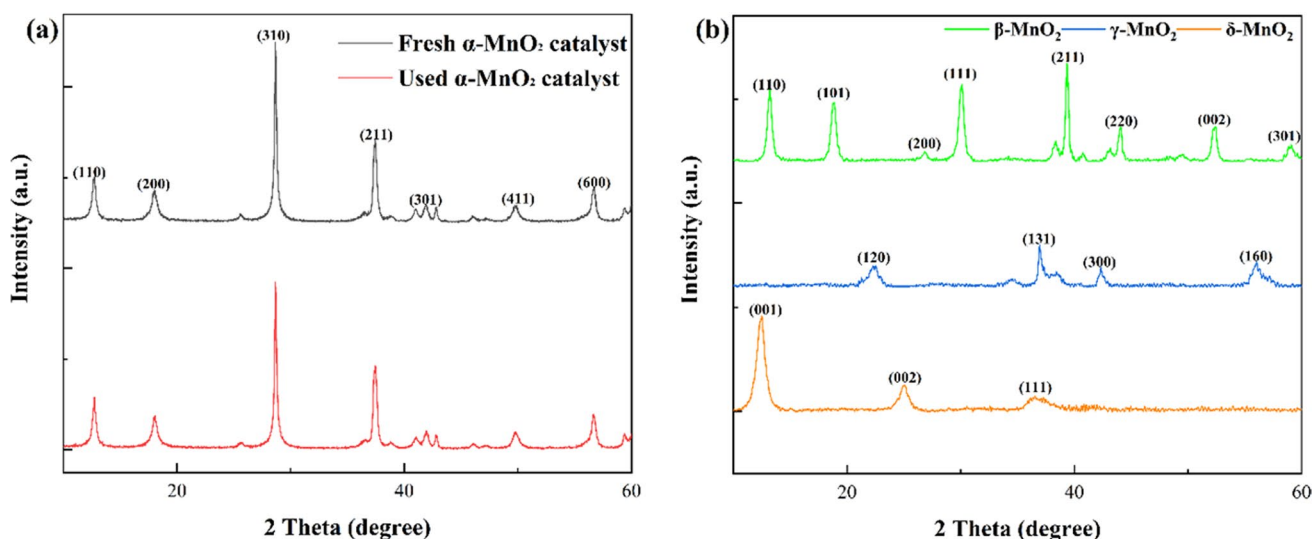 (a)
Fresh α-MnO₂ catalyst
Used α-MnO₂ catalyst
(110)
(200)
(310)
(211)
(301)
(411)
(600)
Intensity (a.u.)
20
40
60
2 Theta (degree)
(b)
β-MnO₂
γ-MnO₂
δ-MnO₂
(110)
(101)
(200)
(111)
(211)
(220)
(002)
(301)
(120)
(131)
(300)
(160)
(001)
(002)
(111)
Intensity (a.u.)
20
40
60
2 Theta (degree)